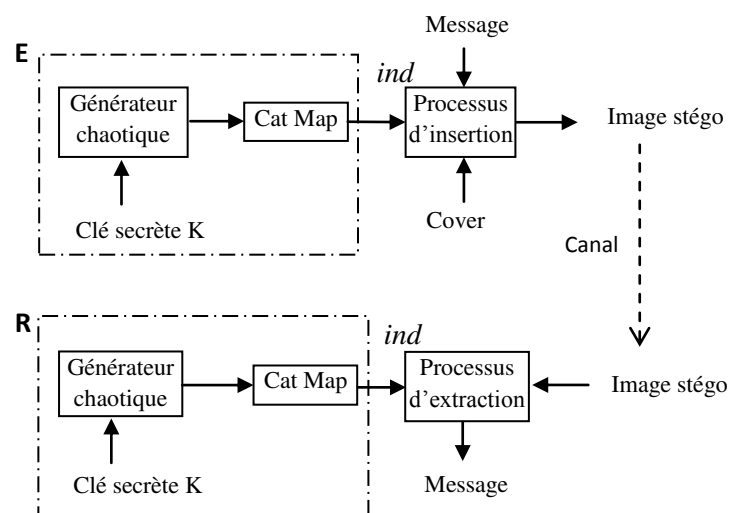 Message
E
ind
Générateur
chaotique
Cat Map
Processus
d’insertion
Image stégo
Clé secrète K
Cover
Canal
R
ind
Générateur
chaotique
Cat Map
Processus
d’extraction
Image stégo
Clé secrète K
Message